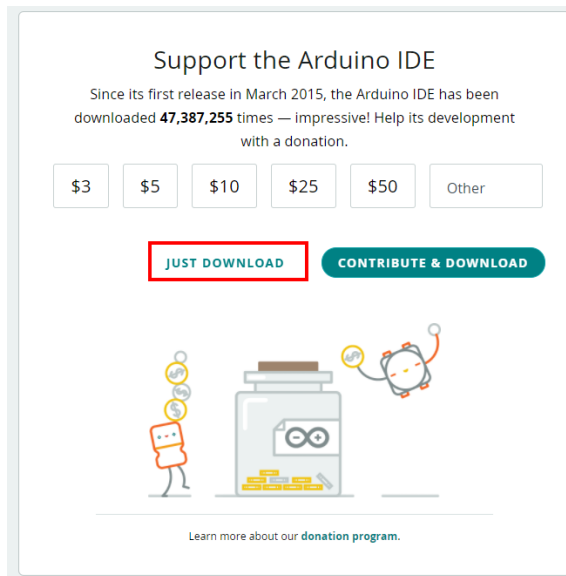 Support the Arduino IDE
Since its first release in March 2015, the Arduino IDE has been
downloaded 47,387,255 times — impressive! Help its development
with a donation.
$3 $5 $10 $25 $50 Other
JUST DOWNLOAD CONTRIBUTE & DOWNLOAD
Learn more about our donation program.